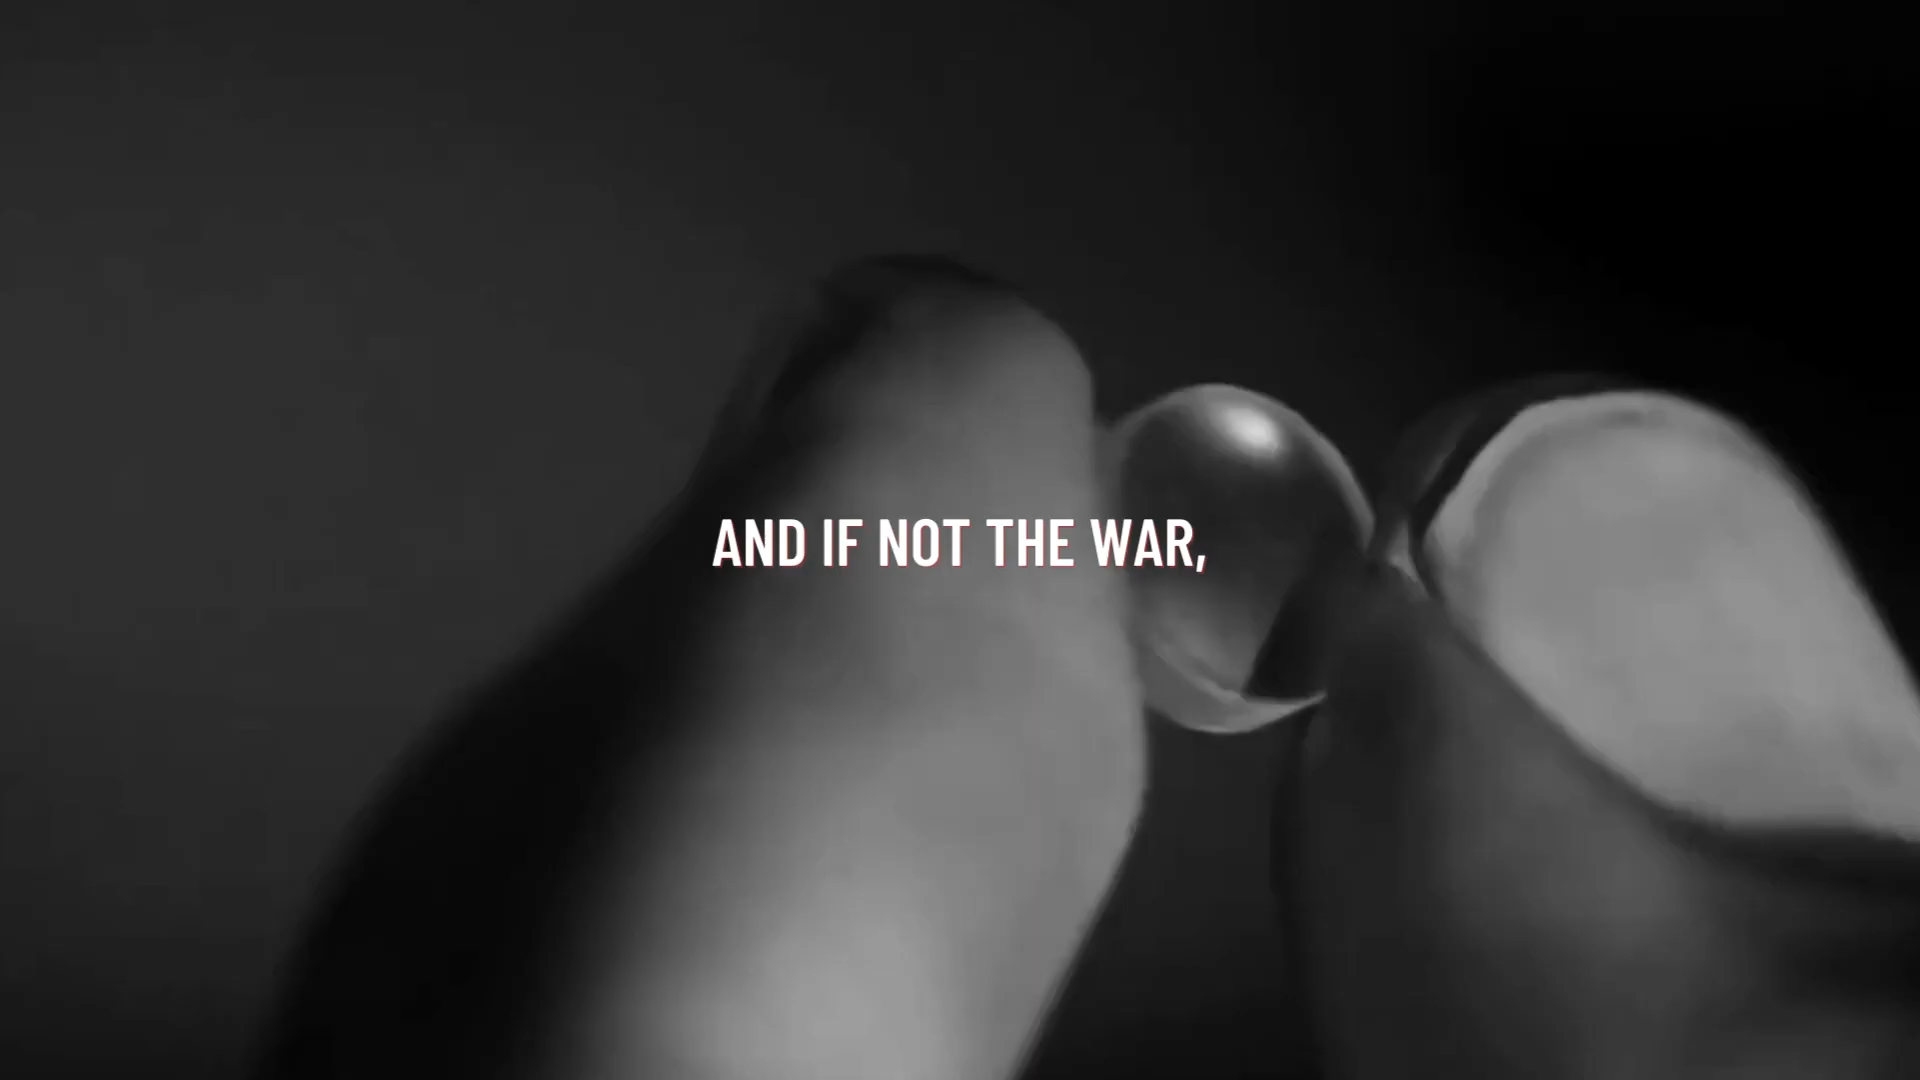 AND IF NOT THE WAR,